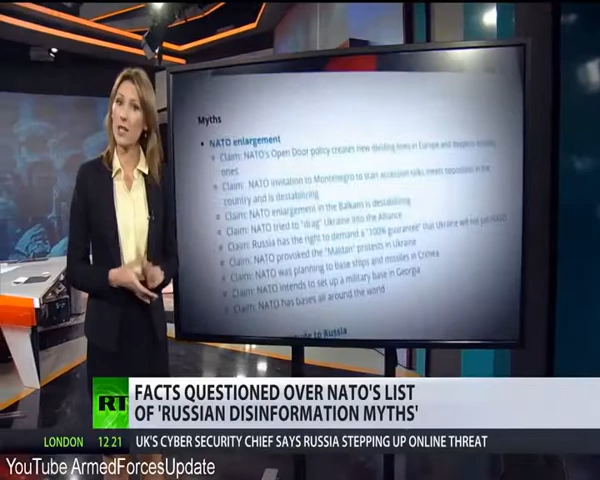 Myths
NATO enlargement
Claim: NATO's Open Door policy creates new dividing lines in Europe and deepens existing
ones
Claim: NATO invitation to Montenegro to start accession talks meets opposition in the
country and is destabilizing
Claim: NATO enlargement in the Balkans is destabilizing
Claim: NATO tried to "drag" Ukraine into the Alliance
Claim: Russia has the right to demand a "100% guarantee" that Ukraine will not join NATO
Claim: NATO provoked the "Maidan" protests in Ukraine
Claim: NATO was planning to base ships and missiles in Crimea
Claim: NATO intends to set up a military base in Georgia
Claim: NATO has bases all around the world
to Russia
RT
FACTS QUESTIONED OVER NATO'S LIST
OF 'RUSSIAN DISINFORMATION MYTHS'
LONDON 12:21 UK'S CYBER SECURITY CHIEF SAYS RUSSIA STEPPING UP ONLINE THREAT
YouTube ArmedForcesUpdate